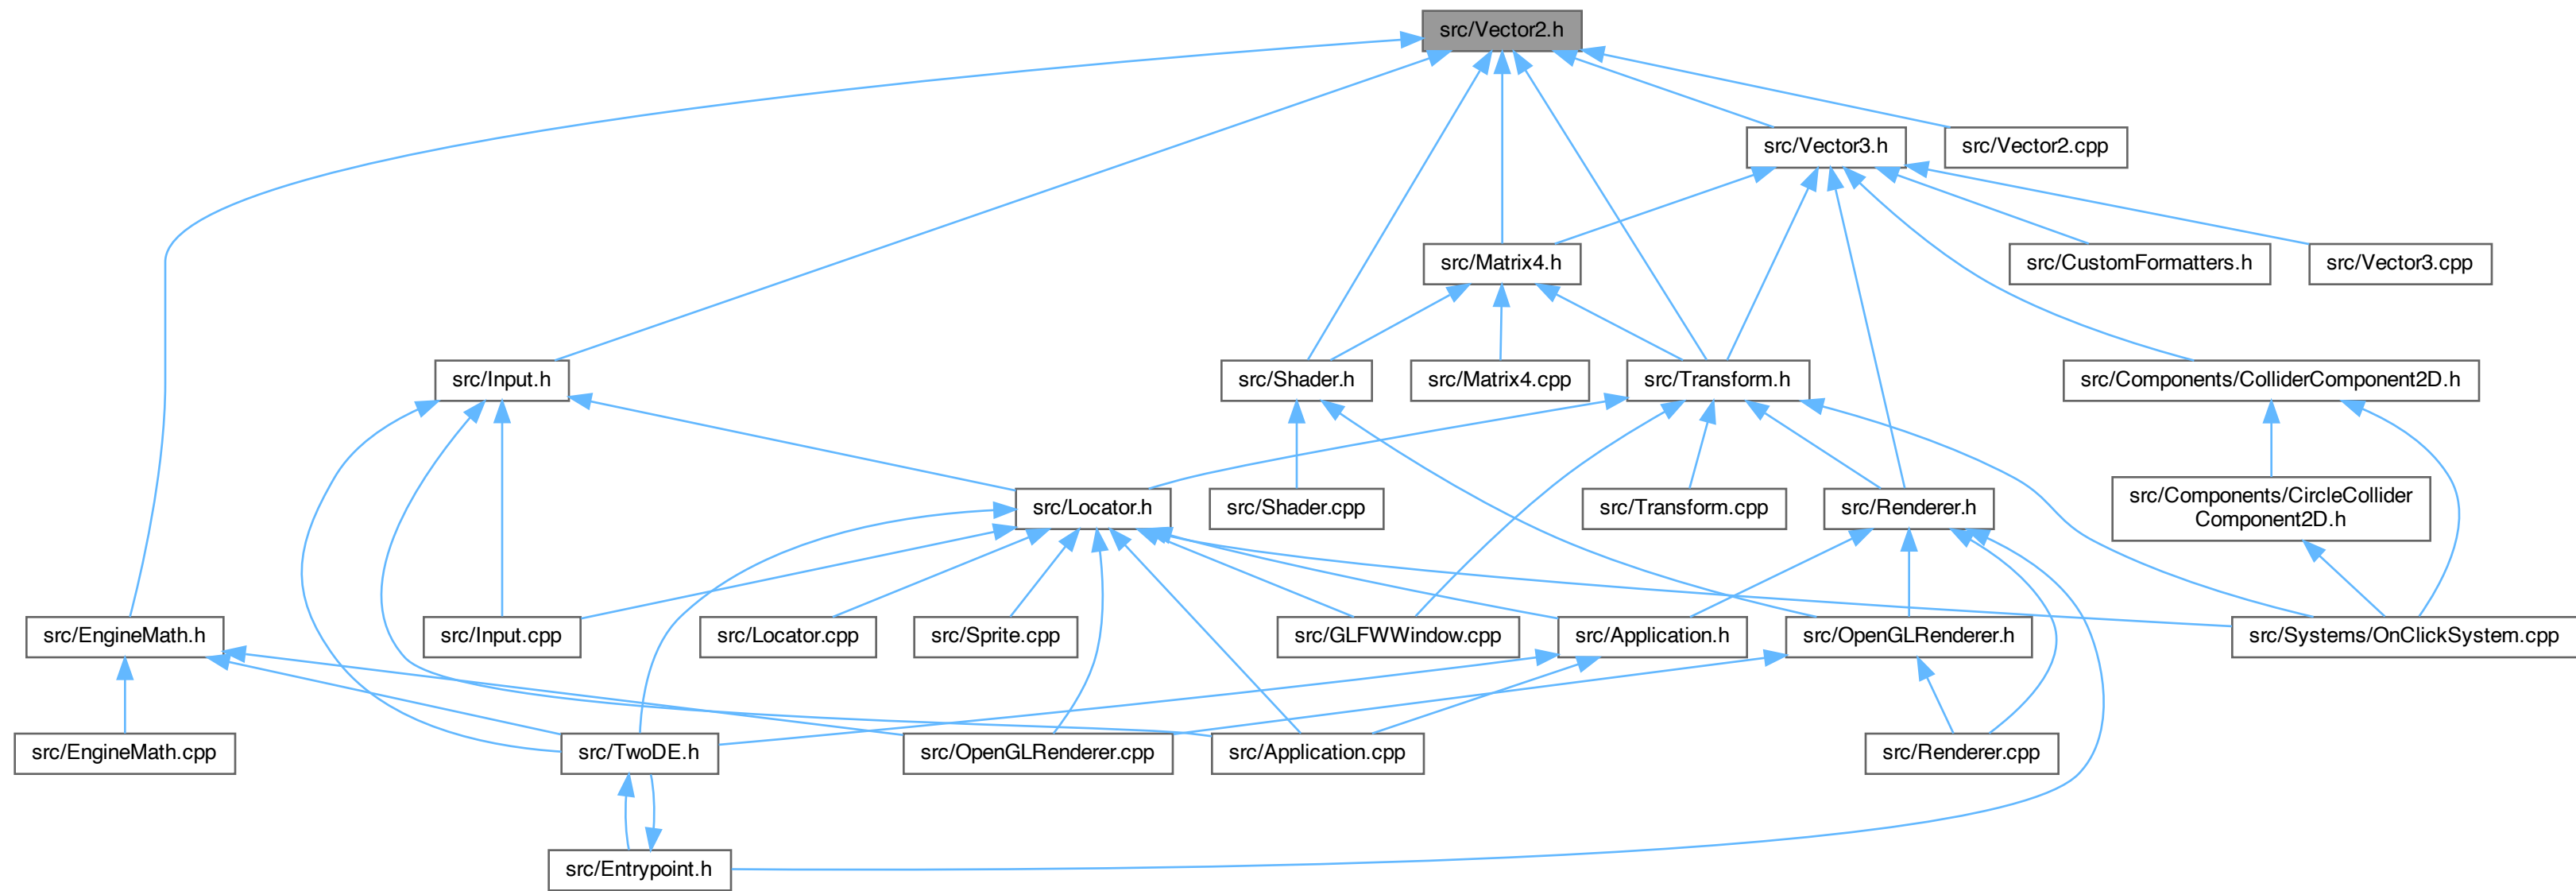 src/Vector2.h
src/Vector3.h
src/Vector2.cpp
src/Matrix4.h
src/CustomFormatters.h
src/Vector3.cpp
src/Input.h
src/Shader.h
src/Matrix4.cpp
src/Transform.h
src/Components/ColliderComponent2D.h
src/Locator.h
src/Shader.cpp
src/Transform.cpp
src/Renderer.h
src/Components/CircleCollider
Component2D.h
src/EngineMath.h
src/Input.cpp
src/Locator.cpp
src/Sprite.cpp
src/GLFWWindow.cpp
src/Application.h
src/OpenGLRenderer.h
src/Systems/OnClickSystem.cpp
src/EngineMath.cpp
src/TwoDE.h
src/OpenGLRenderer.cpp
src/Application.cpp
src/Renderer.cpp
src/Entrypoint.h